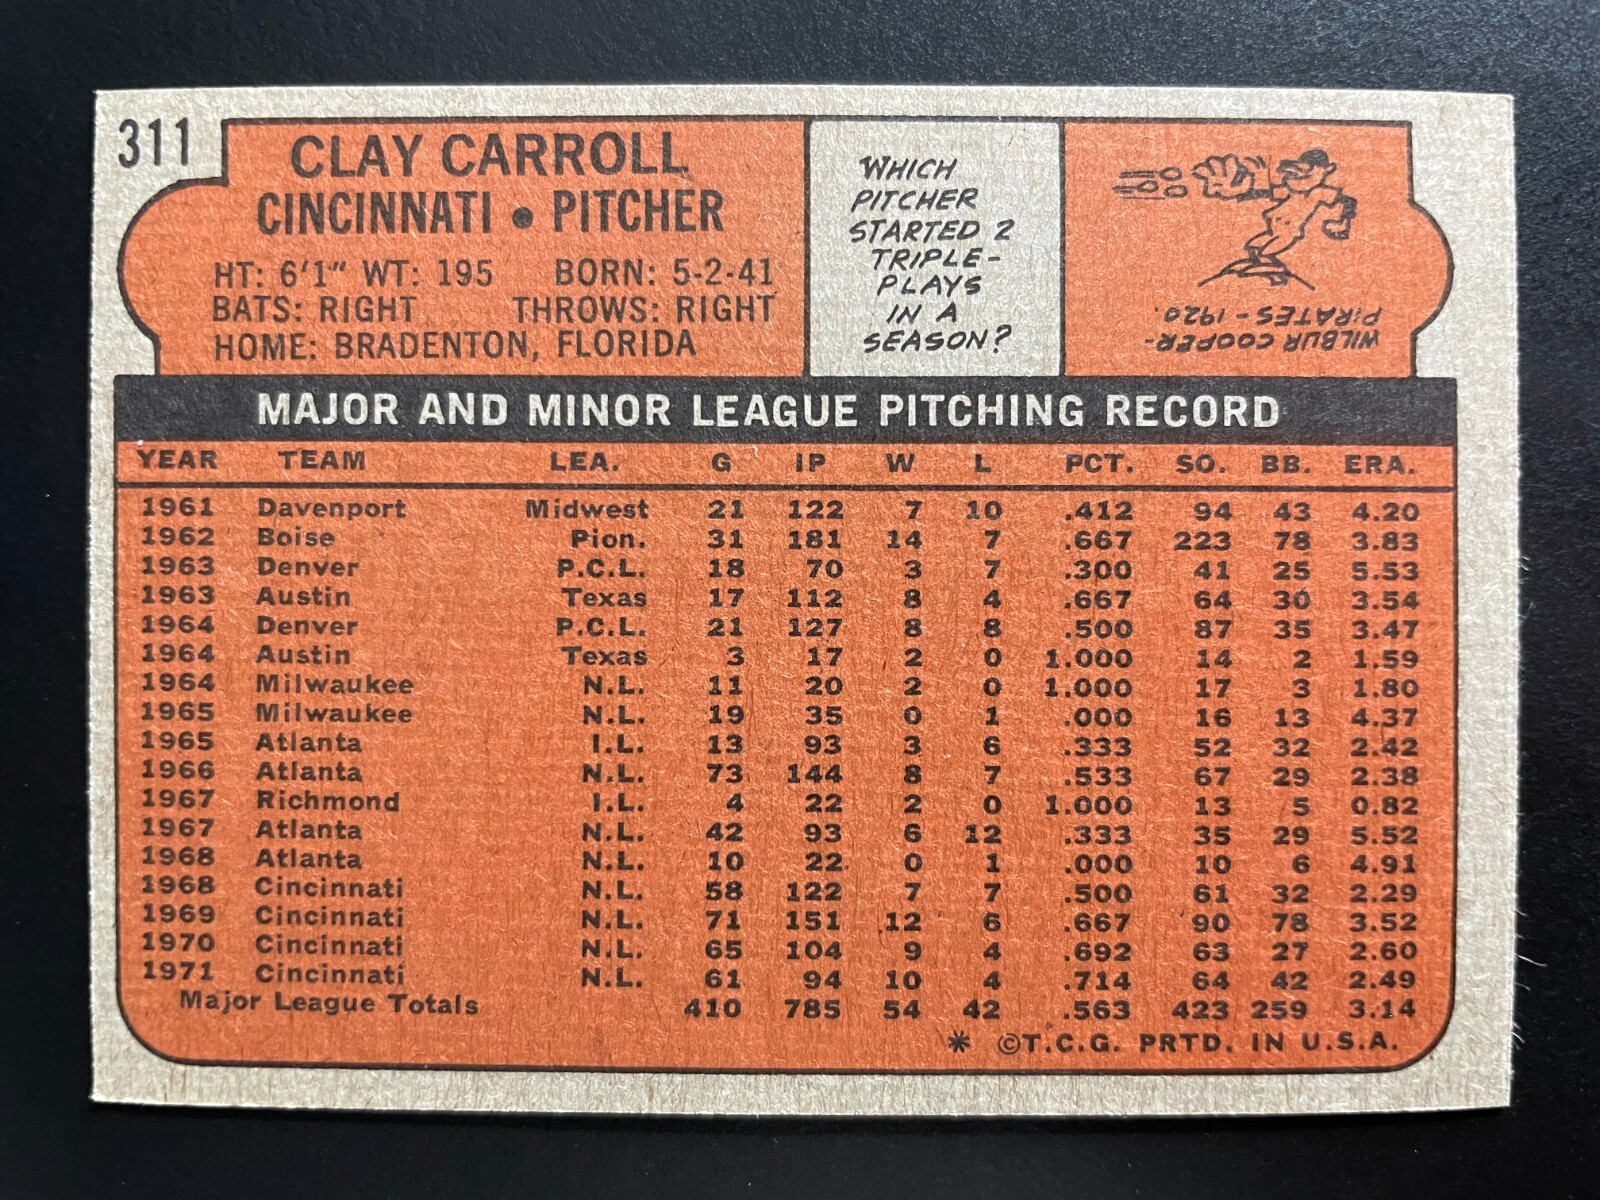 311
CLAY CARROLL
CINCINNATI • PITCHER
HT: 6'1" WT: 195 BORN: 5-2-41
BATS: RIGHT THROWS: RIGHT
HOME: BRADENTON, FLORIDA
WHICH
PITCHER
STARTED 2
TRIPLE-
PLAYS
IN A
SEASON?
WILBUR COOPER-
PIRATES-1920.
MAJOR AND MINOR LEAGUE PITCHING RECORD
YEAR TEAM LEA. G IP W L PCT. SO. BB. ERA.
1961 Davenport Midwest 21 122 7 10 .412 94 43 4.20
1962 Boise Pion. 31 181 14 7 .667 223 78 3.83
1963 Denver P.C.L. 18 70 3 7 .300 41 25 5.53
1963 Austin Texas 17 112 8 4 .667 64 30 3.54
1964 Denver P.C.L. 21 127 8 8 .500 87 35 3.47
1964 Austin Texas 3 17 2 0 1.000 14 2 1.59
1964 Milwaukee N.L. 11 20 2 0 1.000 17 3 1.80
1965 Milwaukee N.L. 19 35 0 1 .000 16 13 4.37
1965 Atlanta I.L. 13 93 3 6 .333 52 32 2.42
1966 Atlanta N.L. 73 144 8 7 .533 67 29 2.38
1967 Richmond I.L. 4 22 2 0 1.000 13 5 0.82
1967 Atlanta N.L. 42 93 6 12 .333 35 29 5.52
1968 Atlanta N.L. 10 22 0 1 .000 10 6 4.91
1968 Cincinnati N.L. 58 122 7 7 .500 61 32 2.29
1969 Cincinnati N.L. 71 151 12 6 .667 90 78 3.52
1970 Cincinnati N.L. 65 104 9 4 .692 63 27 2.60
1971 Cincinnati N.L. 61 94 10 4 .714 64 42 2.49
Major League Totals 410 785 54 42 .563 423 259 3.14
* ©T.C.G. PRTD. IN U.S.A.